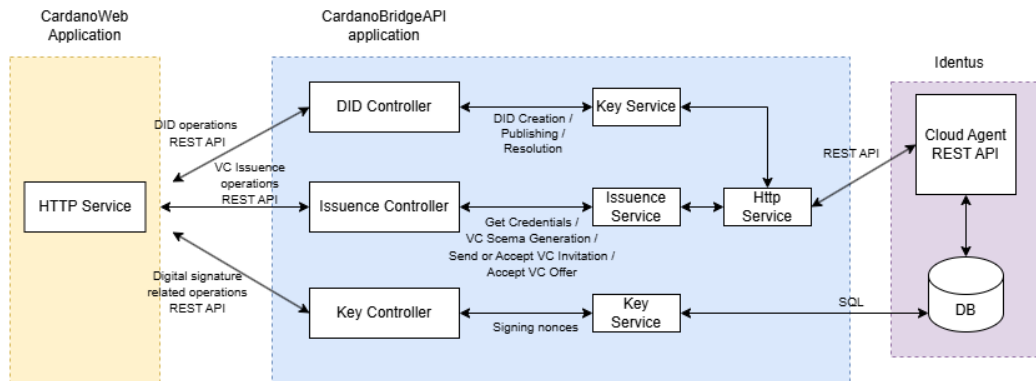 CardanoWeb
Application
CardanoBridgeAPI
application
Identus
DID Controller
Key Service
DID Creation /
Publishing /
Resolution
DID operations
REST API
Cloud Agent
REST API
REST API
VC Issuence
operations
REST API
HTTP Service
Issuence Controller
Issuence
Service
Http
Service
Get Credentials /
VC Scema Generation /
Send or Accept VC Invitation /
Accept VC Offer
Digital signature
related operations
REST API
Key Controller
Signing nonces
Key
Service
SQL
DB